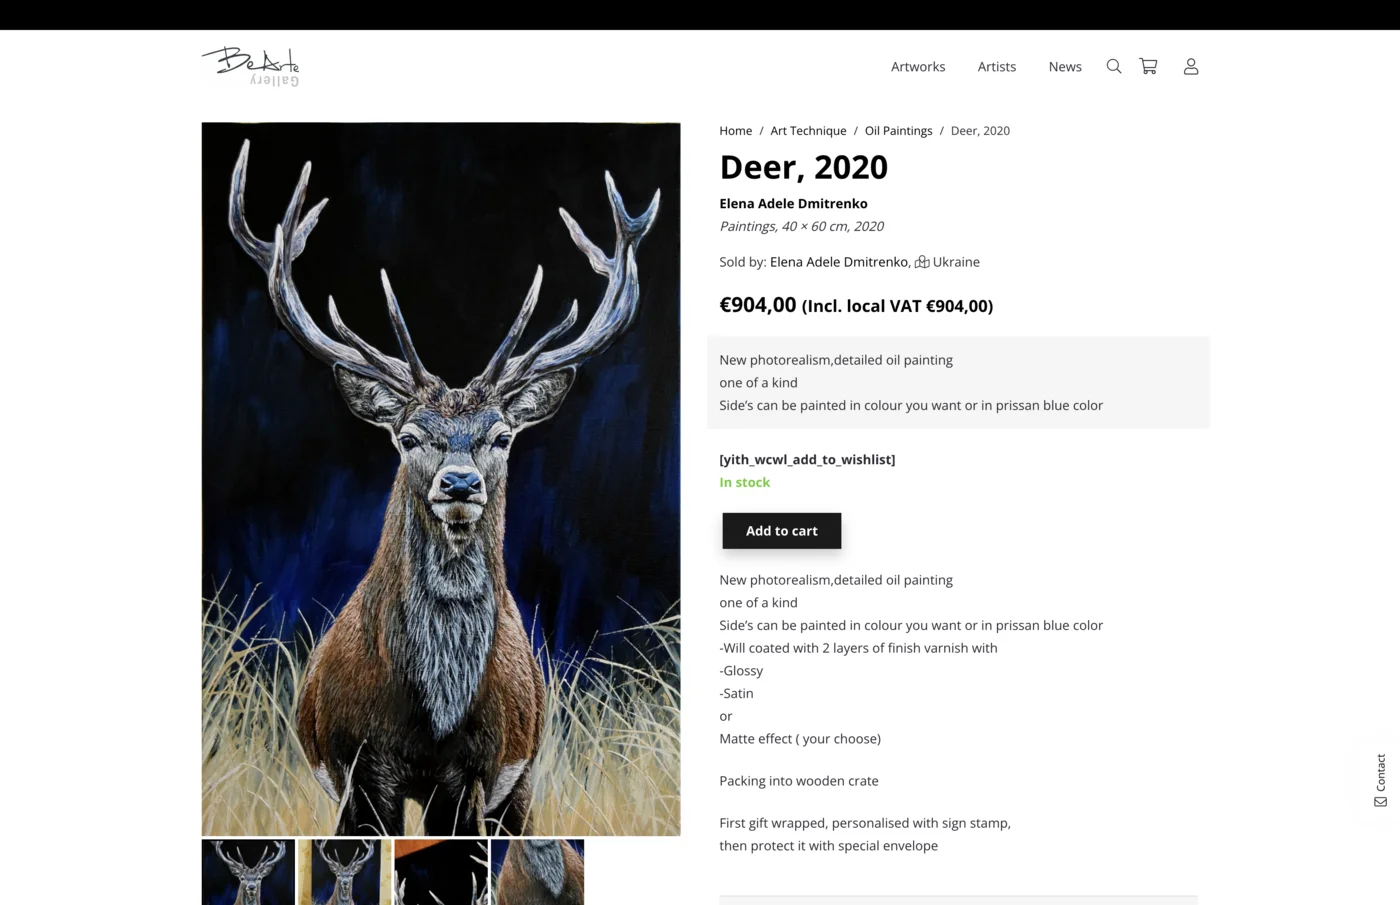 BeArte
Gallery
Artworks
Artists
News
Home / Art Technique / Oil Paintings / Deer, 2020
Deer, 2020
Elena Adele Dmitrenko
Paintings, 40 × 60 cm, 2020
Sold by: Elena Adele Dmitrenko, Ukraine
€904,00 (Incl. local VAT €904,00)
New photorealism,detailed oil painting
one of a kind
Side’s can be painted in colour you want or in prissan blue color
[yith_wcwl_add_to_wishlist]
In stock
Add to cart
New photorealism,detailed oil painting
one of a kind
Side’s can be painted in colour you want or in prissan blue color
-Will coated with 2 layers of finish varnish with
-Glossy
-Satin
or
Matte effect ( your choose)
Packing into wooden crate
First gift wrapped, personalised with sign stamp,
then protect it with special envelope
Contact